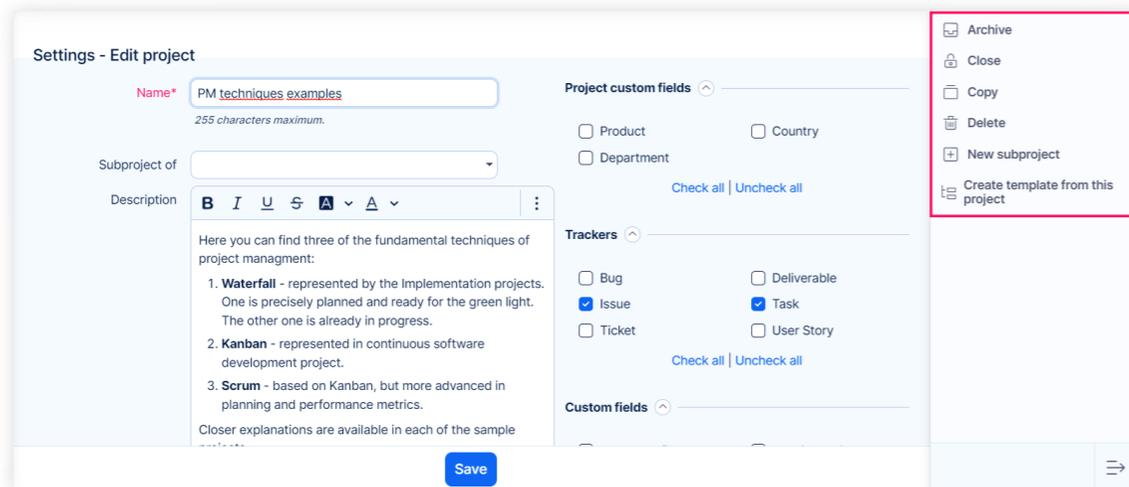 Settings - Edit project
Name*
PM techniques examples
255 characters maximum.
Subproject of
Description
B I U S A A
Here you can find three of the fundamental techniques of
project managment:
1. Waterfall - represented by the Implementation projects.
One is precisely planned and ready for the green light.
The other one is already in progress.
2. Kanban - represented in continuous software
development project.
3. Scrum - based on Kanban, but more advanced in
planning and performance metrics.
Closer explanations are available in each of the sample
Save
Project custom fields
Product Country
Department
Check all | Uncheck all
Trackers
Bug Deliverable
Issue Task
Ticket User Story
Check all | Uncheck all
Custom fields
Archive
Close
Copy
Delete
New subproject
Create template from this
project